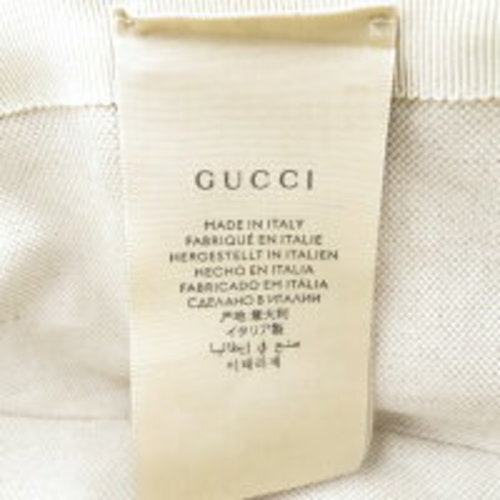 GUCCI
MADE IN ITALY
FABRIQUÉ EN ITALIE
HERGESTELLT IN ITALIEN
HECHO EN ITALIA
FABRICADO EM ITÁLIA
СДЕЛАНО В ИТАЛИИ
产地:意大利
イタリア製
صنع في إيطاليا
이태리제